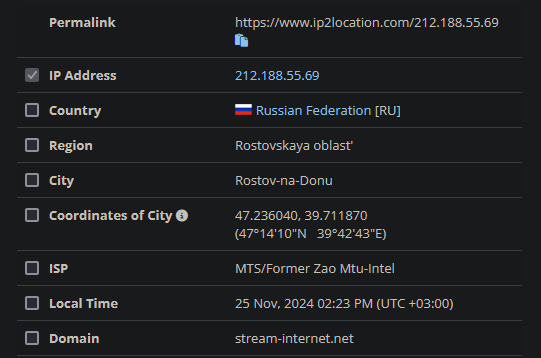 Permalink https://www.ip2location.com/212.188.55.69
IP Address 212.188.55.69
Country Russian Federation [RU]
Region Rostovskaya oblast'
City Rostov-na-Donu
Coordinates of City 47.236040, 39.711870
(47°14'10"N 39°42'43"E)
ISP MTS/Former Zao Mtu-Intel
Local Time 25 Nov, 2024 02:23 PM (UTC +03:00)
Domain stream-internet.net